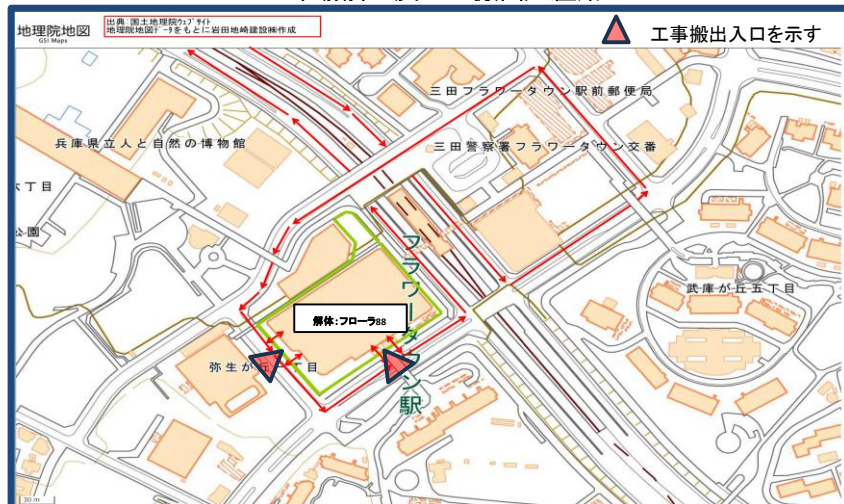 工事搬出入口を示す
地理院地図
GSI Maps
出典:国土地理院ウェブサイト
地理院地図データをもとに岩田地崎建設㈱作成
三田フラワータウン駅前郵便局
兵庫県立人と自然の博物館
三田警察署フラワータウン交番
六丁目
公園
フラワータウン駅
武庫が丘五丁目
解体:フローラ88
弥生が丘
丁目
30 m